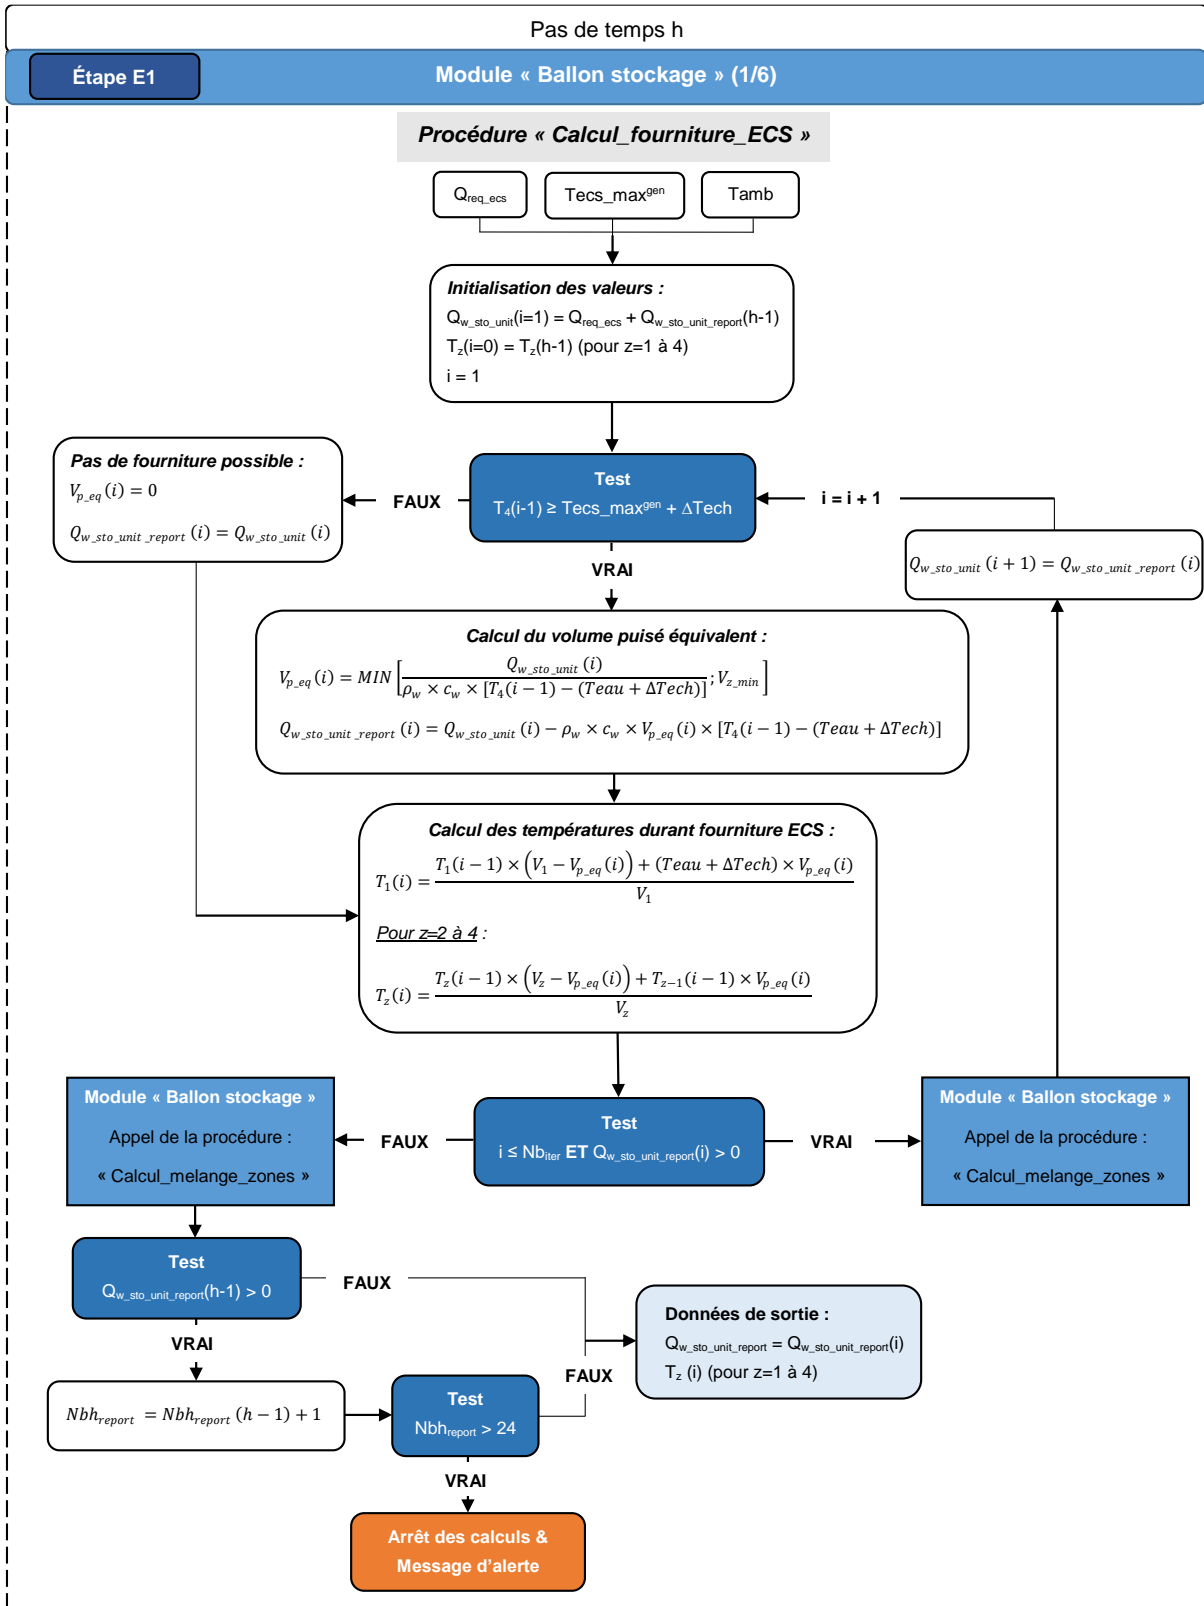 Pas de temps h
Étape E1
Module « Ballon stockage » (1/6)
Procédure « Calcul_fourniture_ECS »
Q_req_ecs
Tecs_max^gen
Tamb
Initialisation des valeurs :
Q_w_sto_unit(i=1) = Q_req_ecs + Q_w_sto_unit_report(h-1)
T_z(i=0) = T_z(h-1) (pour z=1 à 4)
i = 1
Pas de fourniture possible :
V_p_eq(i) = 0
Q_w_sto_unit_report(i) = Q_w_sto_unit(i)
FAUX
Test
T_4(i-1) ≥ Tecs_max^gen + ΔTech
i = i + 1
Q_w_sto_unit(i + 1) = Q_w_sto_unit_report(i)
VRAI
Calcul du volume puisé équivalent :
V_p_eq(i) = MIN [ Q_w_sto_unit(i) / ρ_w × c_w × [T_4(i − 1) − (Teau + ΔTech)] ; V_z_min ]
Q_w_sto_unit_report(i) = Q_w_sto_unit(i) − ρ_w × c_w × V_p_eq(i) × [T_4(i − 1) − (Teau + ΔTech)]
Calcul des températures durant fourniture ECS :
T_1(i) = T_1(i − 1) × (V_1 − V_p_eq(i)) + (Teau + ΔTech) × V_p_eq(i) / V_1
Pour z=2 à 4 :
T_z(i) = T_z(i − 1) × (V_z − V_p_eq(i)) + T_z−1(i − 1) × V_p_eq(i) / V_z
Module « Ballon stockage »
Appel de la procédure :
« Calcul_melange_zones »
FAUX
Test
i ≤ Nb_iter ET Q_w_sto_unit_report(i) > 0
VRAI
Module « Ballon stockage »
Appel de la procédure :
« Calcul_melange_zones »
Test
Q_w_sto_unit_report(h-1) > 0
FAUX
VRAI
Données de sortie :
Q_w_sto_unit_report = Q_w_sto_unit_report(i)
T_z (i) (pour z=1 à 4)
Nbh_report = Nbh_report (h − 1) + 1
Test
Nbh_report > 24
FAUX
VRAI
Arrêt des calculs &
Message d'alerte